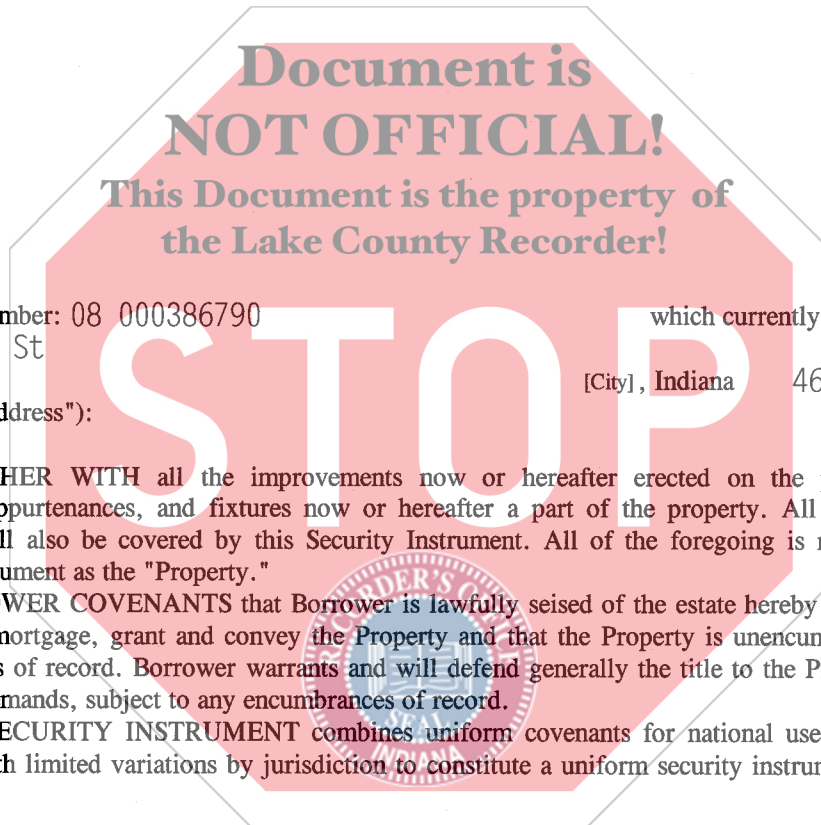 Document is
NOT OFFICIAL!
This Document is the property of
the Lake County Recorder!
STOP
mber: 08 000386790 which currently
St
[City], Indiana 46
ddress"):
HER WITH all the improvements now or hereafter erected on the
ppurtenances, and fixtures now or hereafter a part of the property. All
ll also be covered by this Security Instrument. All of the foregoing is
ument as the "Property."
WER COVENANTS that Borrower is lawfully seised of the estate hereby
mortgage, grant and convey the Property and that the Property is unencum
s of record. Borrower warrants and will defend generally the title to the P
mands, subject to any encumbrances of record.
ECURITY INSTRUMENT combines uniform covenants for national use
th limited variations by jurisdiction to constitute a uniform security instrum
RECORDER'S OFFICE
SEAL
INDIANA